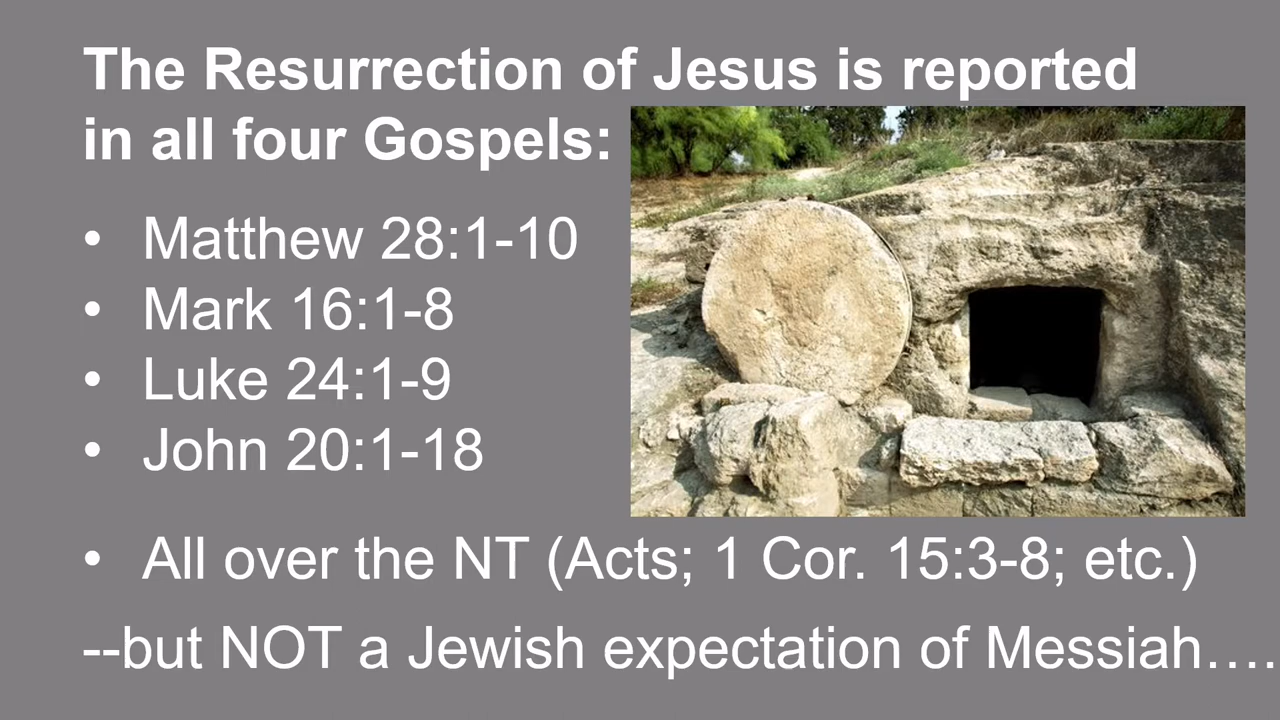 The Resurrection of Jesus is reported
in all four Gospels:
• Matthew 28:1-10
• Mark 16:1-8
• Luke 24:1-9
• John 20:1-18
• All over the NT (Acts; 1 Cor. 15:3-8; etc.)
--but NOT a Jewish expectation of Messiah….